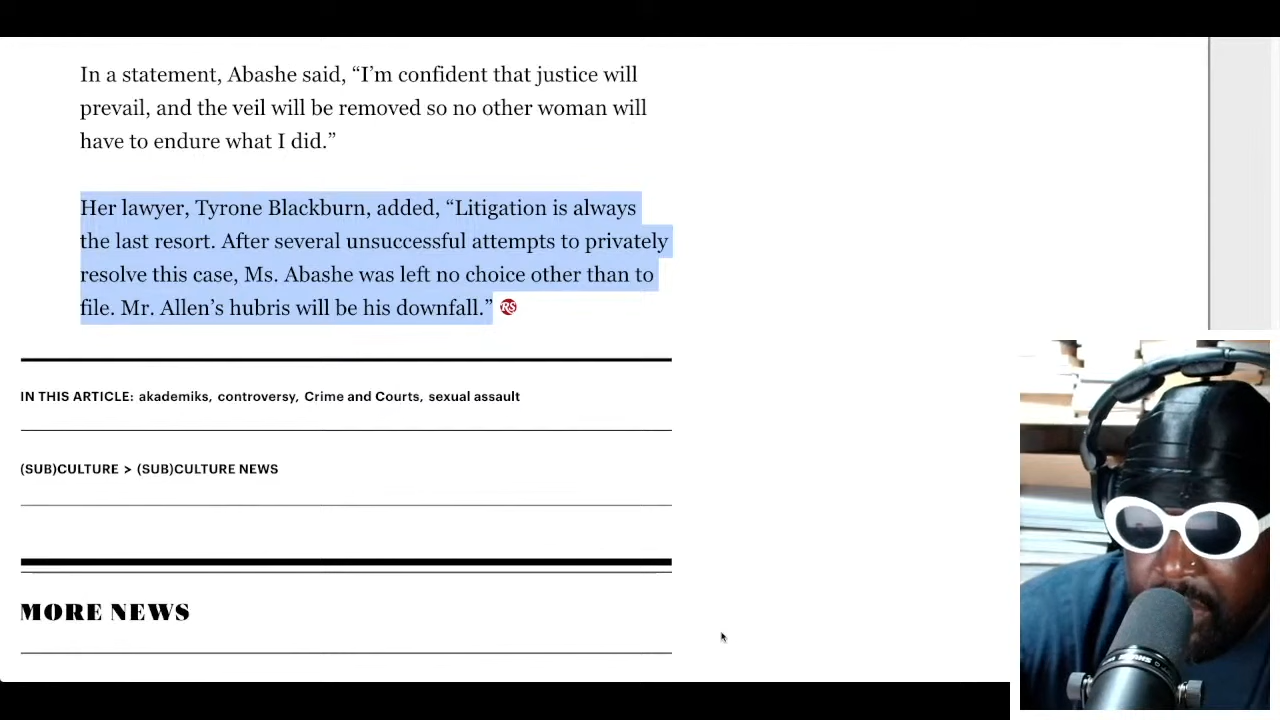 In a statement, Abashe said, “I’m confident that justice will
prevail, and the veil will be removed so no other woman will
have to endure what I did.”
Her lawyer, Tyrone Blackburn, added, “Litigation is always
the last resort. After several unsuccessful attempts to privately
resolve this case, Ms. Abashe was left no choice other than to
file. Mr. Allen’s hubris will be his downfall.” RS
IN THIS ARTICLE: akademiks, controversy, Crime and Courts, sexual assault
(SUB)CULTURE > (SUB)CULTURE NEWS
MORE NEWS